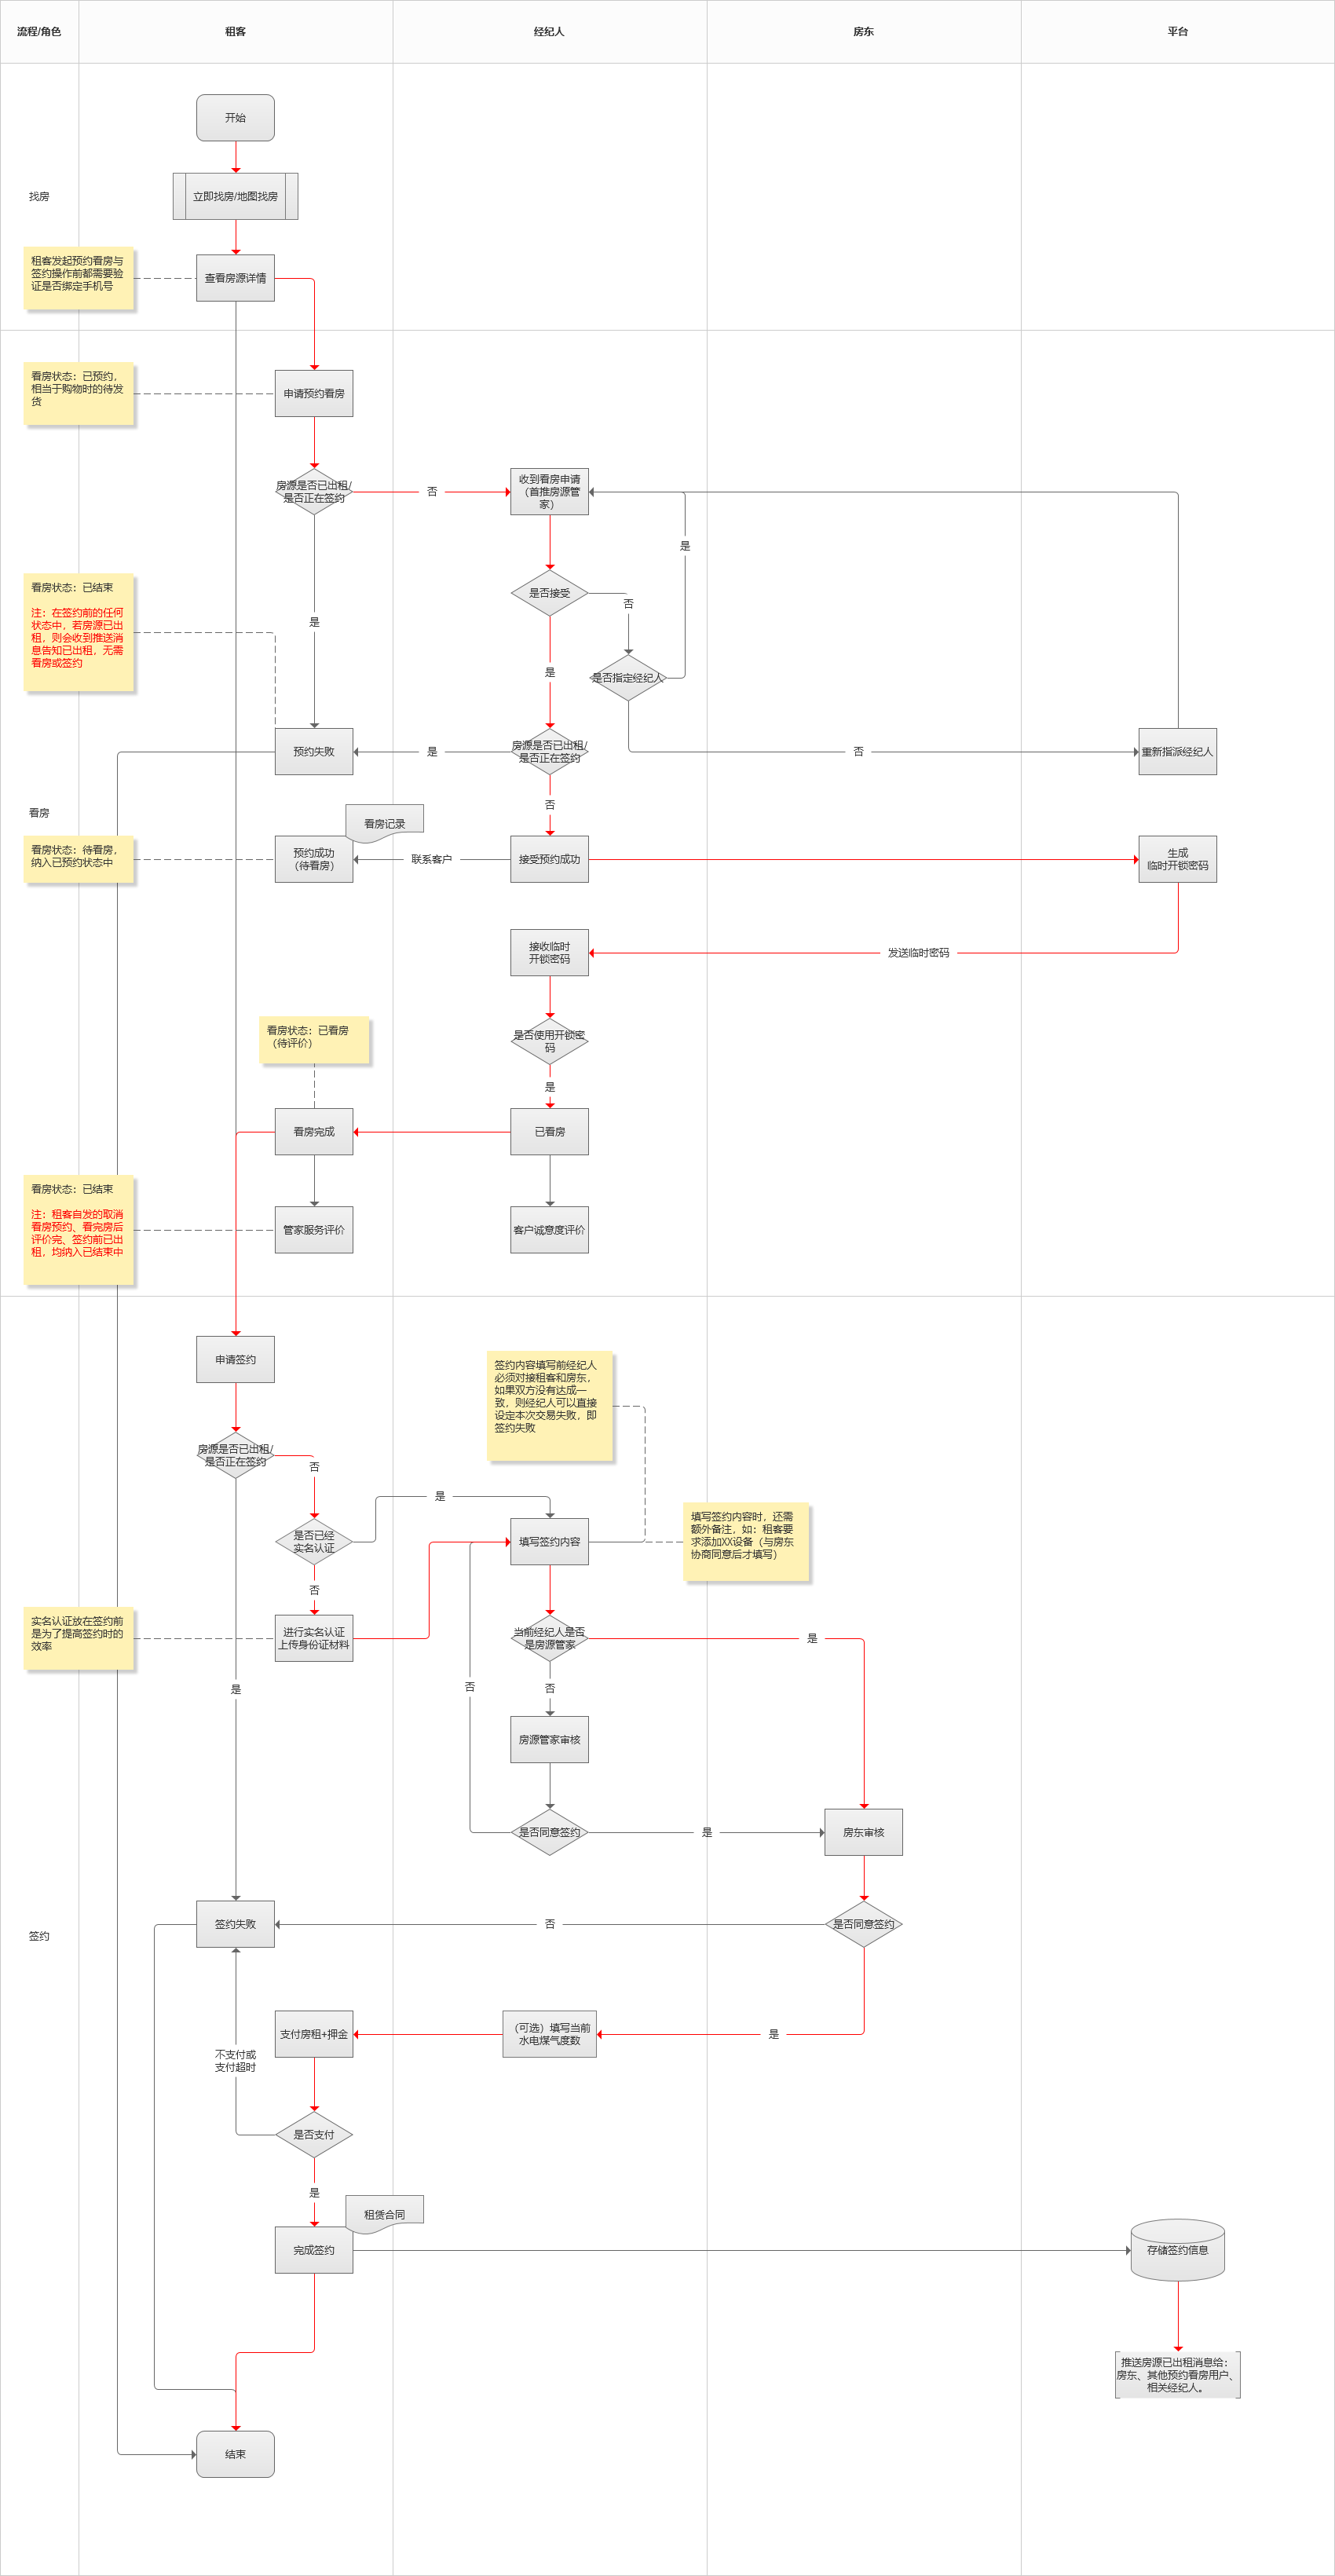 流程/角色
租客
经纪人
房东
平台
开始
找房
立即找房/地图找房
租客发起预约看房与
签约操作前都需要验
证是否绑定手机号
查看房源详情
看房状态：已预约，
相当于购物时的待发
货
申请预约看房
房源是否已出租/
是否正在签约
否
收到看房申请
（首推房源管
家）
是
看房状态：已结束
注：在签约前的任何
状态中，若房源已出
租，则会收到推送消
息告知已出租，无需
看房或签约
是否接受
否
是
是
是否指定经纪人
预约失败
是
房源是否已出租/
是否正在签约
否
重新指派经纪人
否
看房
看房记录
看房状态：待看房，
纳入已预约状态中
预约成功
（待看房）
联系客户
接受预约成功
生成
临时开锁密码
接收临时
开锁密码
发送临时密码
看房状态：已看房
（待评价）
是否使用开锁密
码
是
看房完成
已看房
看房状态：已结束
注：租客自发的取消
看房预约、看完房后
评价完、签约前已出
租，均纳入已结束中
管家服务评价
客户诚意度评价
申请签约
签约内容填写前经纪人
必须对接租客和房东，
如果双方没有达成一
致，则经纪人可以直接
设定本次交易失败，即
签约失败
房源是否已出租/
是否正在签约
否
是
是否已经
实名认证
填写签约内容
填写签约内容时，还需
额外备注，如：租客要
求添加XX设备（与房东
协商同意后才填写）
否
实名认证放在签约前
是为了提高签约时的
效率
进行实名认证
上传身份证材料
当前经纪人是否
是房源管家
是
是
否
否
房源管家审核
是否同意签约
是
房东审核
签约
签约失败
否
是否同意签约
支付房租+押金
（可选）填写当前
水电煤气度数
是
不支付或
支付超时
是否支付
是
租赁合同
完成签约
存储签约信息
推送房源已出租消息给：
房东、其他预约看房用户、
相关经纪人。
结束